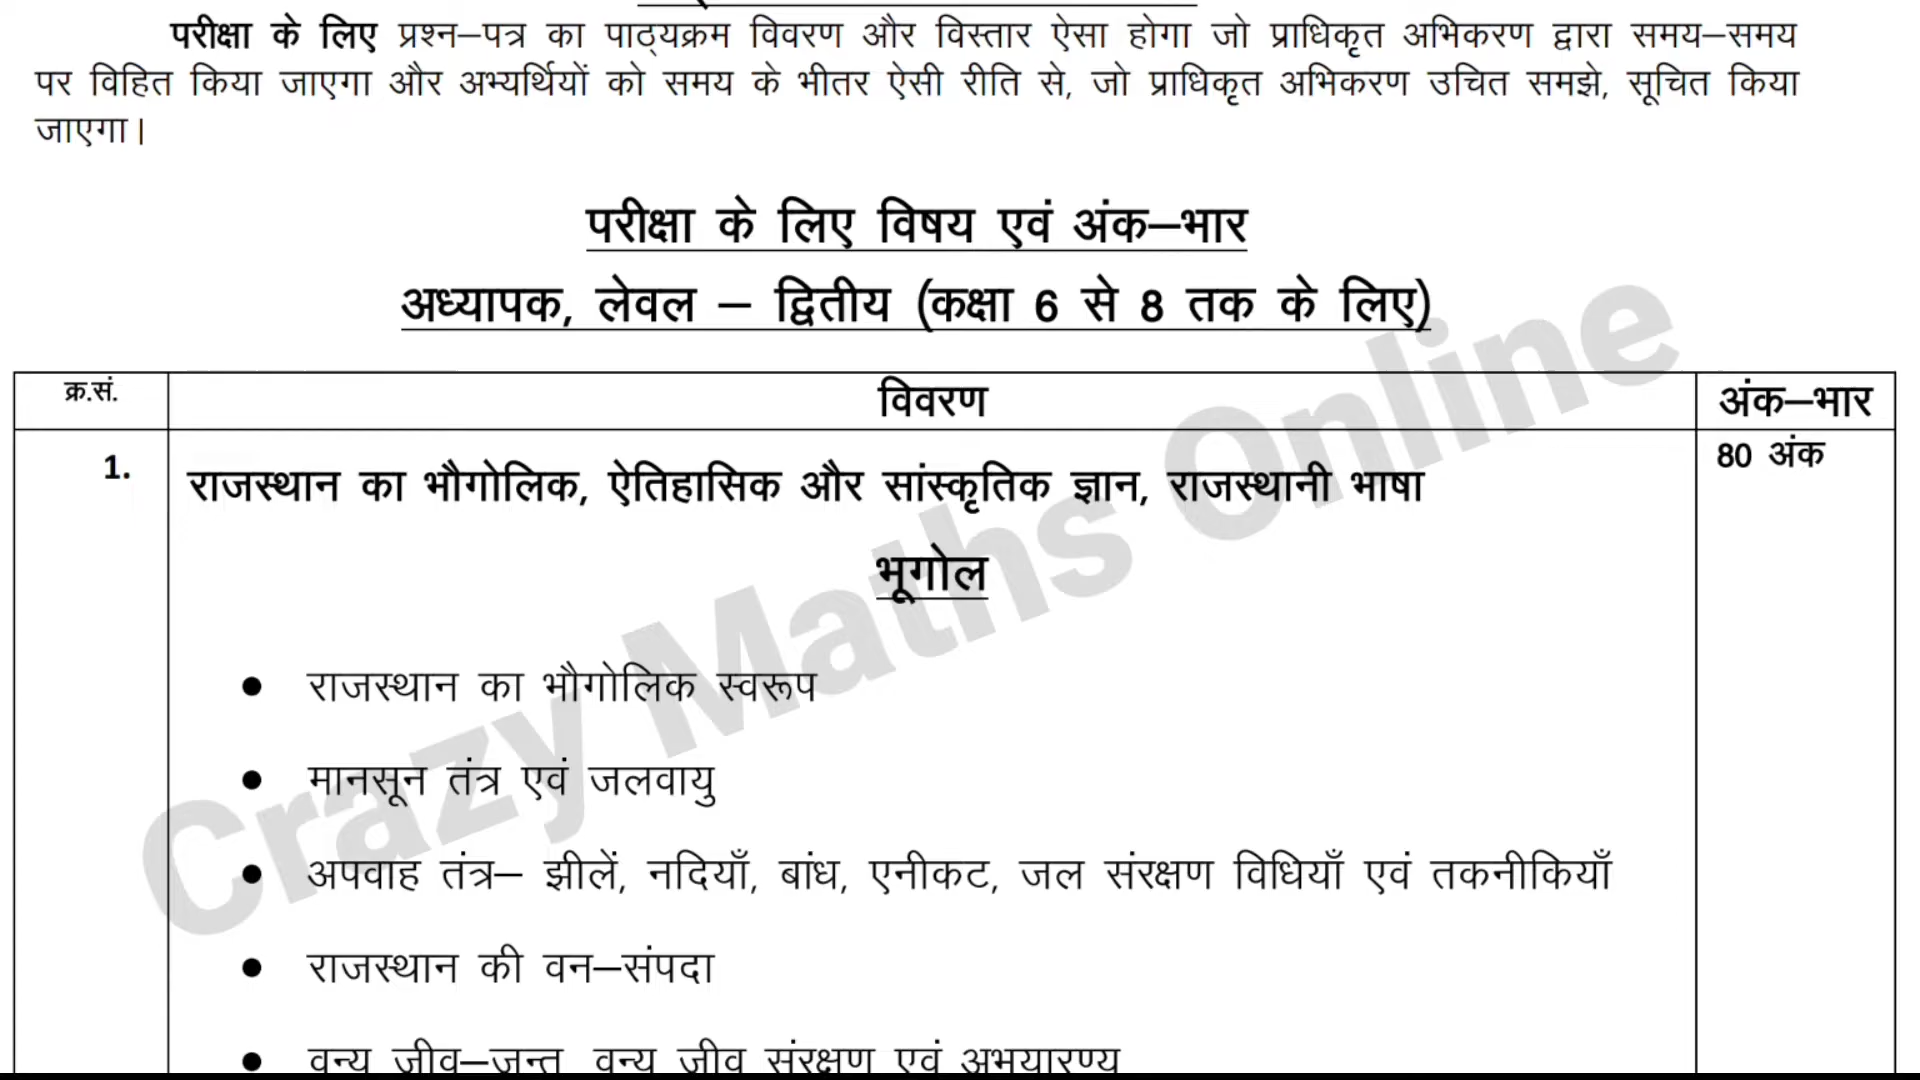 परीक्षा के लिए प्रश्न–पत्र का पाठ्यक्रम विवरण और विस्तार ऐसा होगा जो प्राधिकृत अभिकरण द्वारा समय–समय
पर विहित किया जाएगा और अभ्यर्थियों को समय के भीतर ऐसी रीति से, जो प्राधिकृत अभिकरण उचित समझे, सूचित किया
जाएगा।
परीक्षा के लिए विषय एवं अंक–भार
अध्यापक, लेवल – द्वितीय (कक्षा 6 से 8 तक के लिए)
क्र.सं. विवरण अंक–भार
1. राजस्थान का भौगोलिक, ऐतिहासिक और सांस्कृतिक ज्ञान, राजस्थानी भाषा 80 अंक
भूगोल
● राजस्थान का भौगोलिक स्वरूप
● मानसून तंत्र एवं जलवायु
● अपवाह तंत्र– झीलें, नदियाँ, बांध, एनीकट, जल संरक्षण विधियाँ एवं तकनीकियाँ
● राजस्थान की वन–संपदा
● वन्य जीव–जन्तु वन्य जीव संरक्षण एवं अभयारण्य
Crazy Maths Online